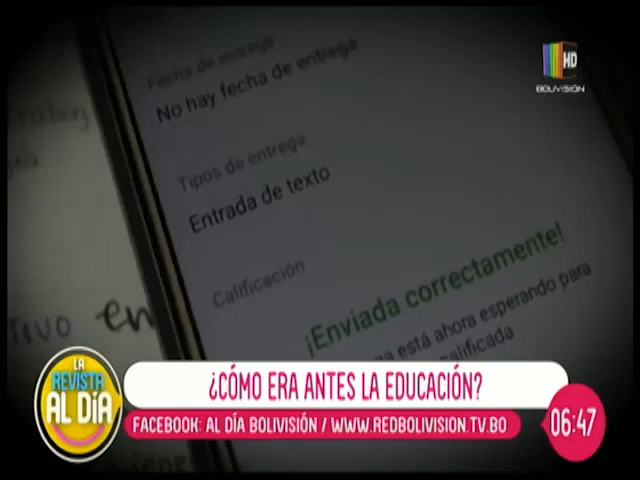 Fecha de entrega
No hay fecha de entrega
HD
BOLIVISIÓN
Tipos de entrega
Entrada de texto
Calificación
¡Enviada correctamente!
está ahora esperando para
calificada
en
LA
REVISTA
AL DÍA
¿CÓMO ERA ANTES LA EDUCACIÓN?
FACEBOOK: AL DÍA BOLIVISIÓN / WWW.REDBOLIVISION.TV.BO
06:47